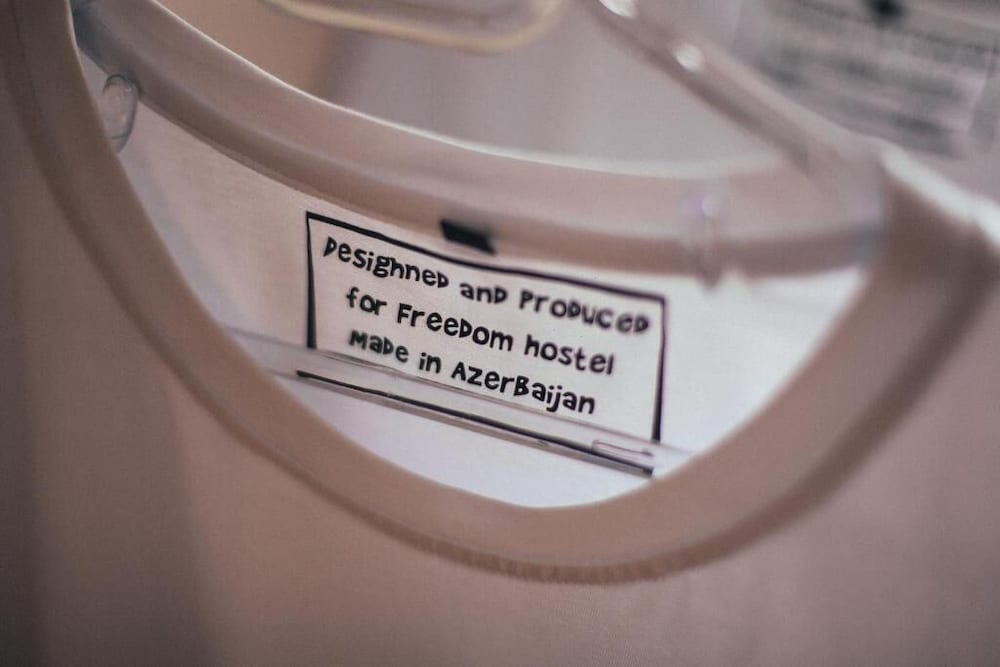 Desighned and Produced
for Freedom hostel
made in Azerbaijan